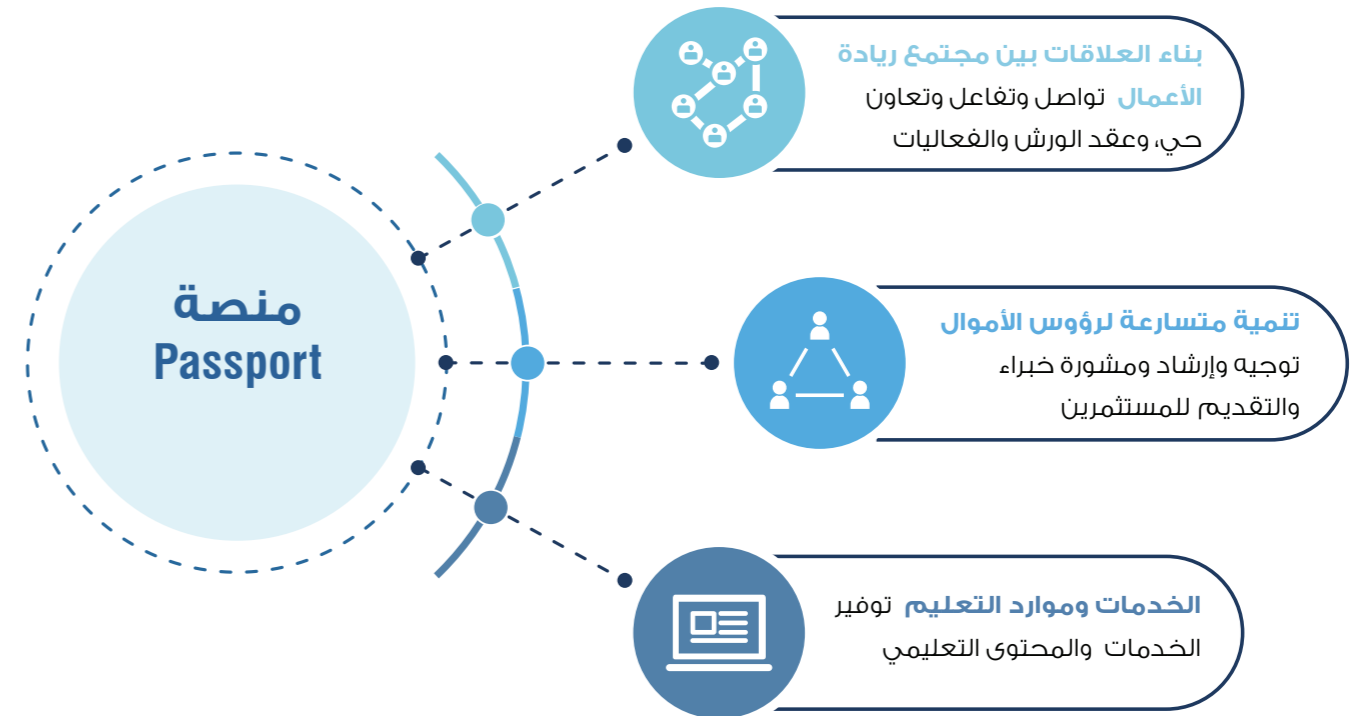 منصة
Passport
بناء العلاقات بين مجتمع ريادة
الأعمال تواصل وتفاعل وتعاون
حي، وعقد الورش والفعاليات
تنمية متسارعة لرؤوس الأموال
توجيه وإرشاد ومشورة خبراء
والتقديم للمستثمرين
الخدمات وموارد التعليم توفير
الخدمات والمحتوى التعليمي